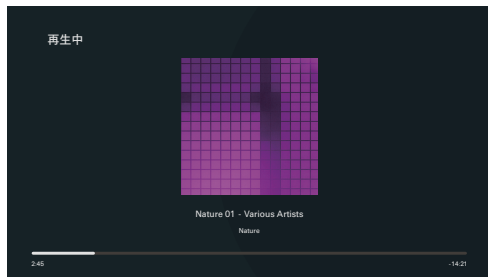 再生中
Nature 01 - Various Artists
Nature
2:45
-14:21